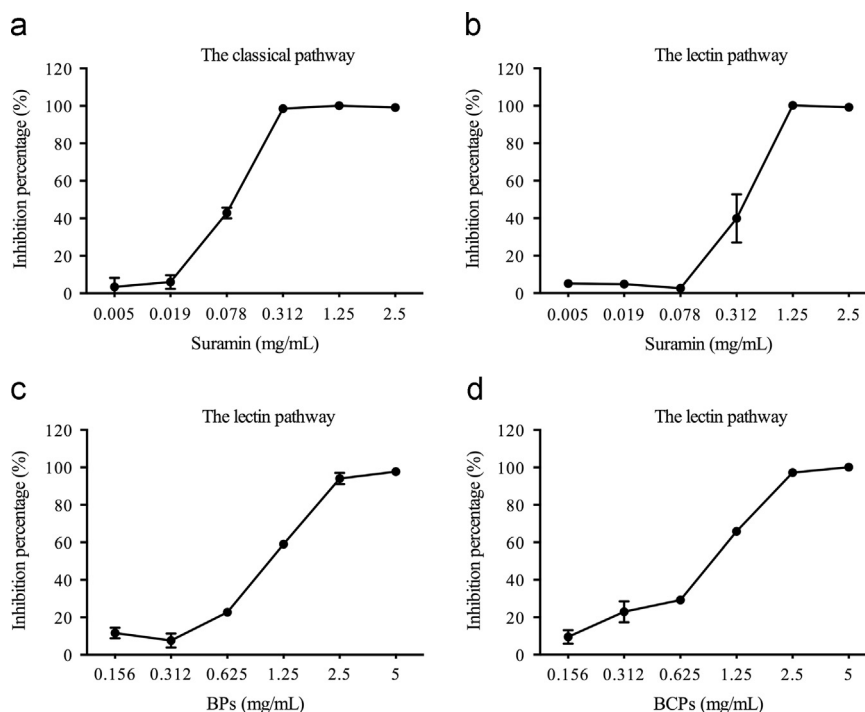 a
The classical pathway
Inhibition percentage (%)
120
100
80
60
40
20
0
0.005 0.019 0.078 0.312 1.25 2.5
Suramin (mg/mL)
b
The lectin pathway
Inhibition percentage (%)
120
100
80
60
40
20
0
0.005 0.019 0.078 0.312 1.25 2.5
Suramin (mg/mL)
c
The lectin pathway
Inhibition percentage (%)
120
100
80
60
40
20
0
0.156 0.312 0.625 1.25 2.5 5
BPs (mg/mL)
d
The lectin pathway
Inhibition percentage (%)
120
100
80
60
40
20
0
0.156 0.312 0.625 1.25 2.5 5
BCPs (mg/mL)